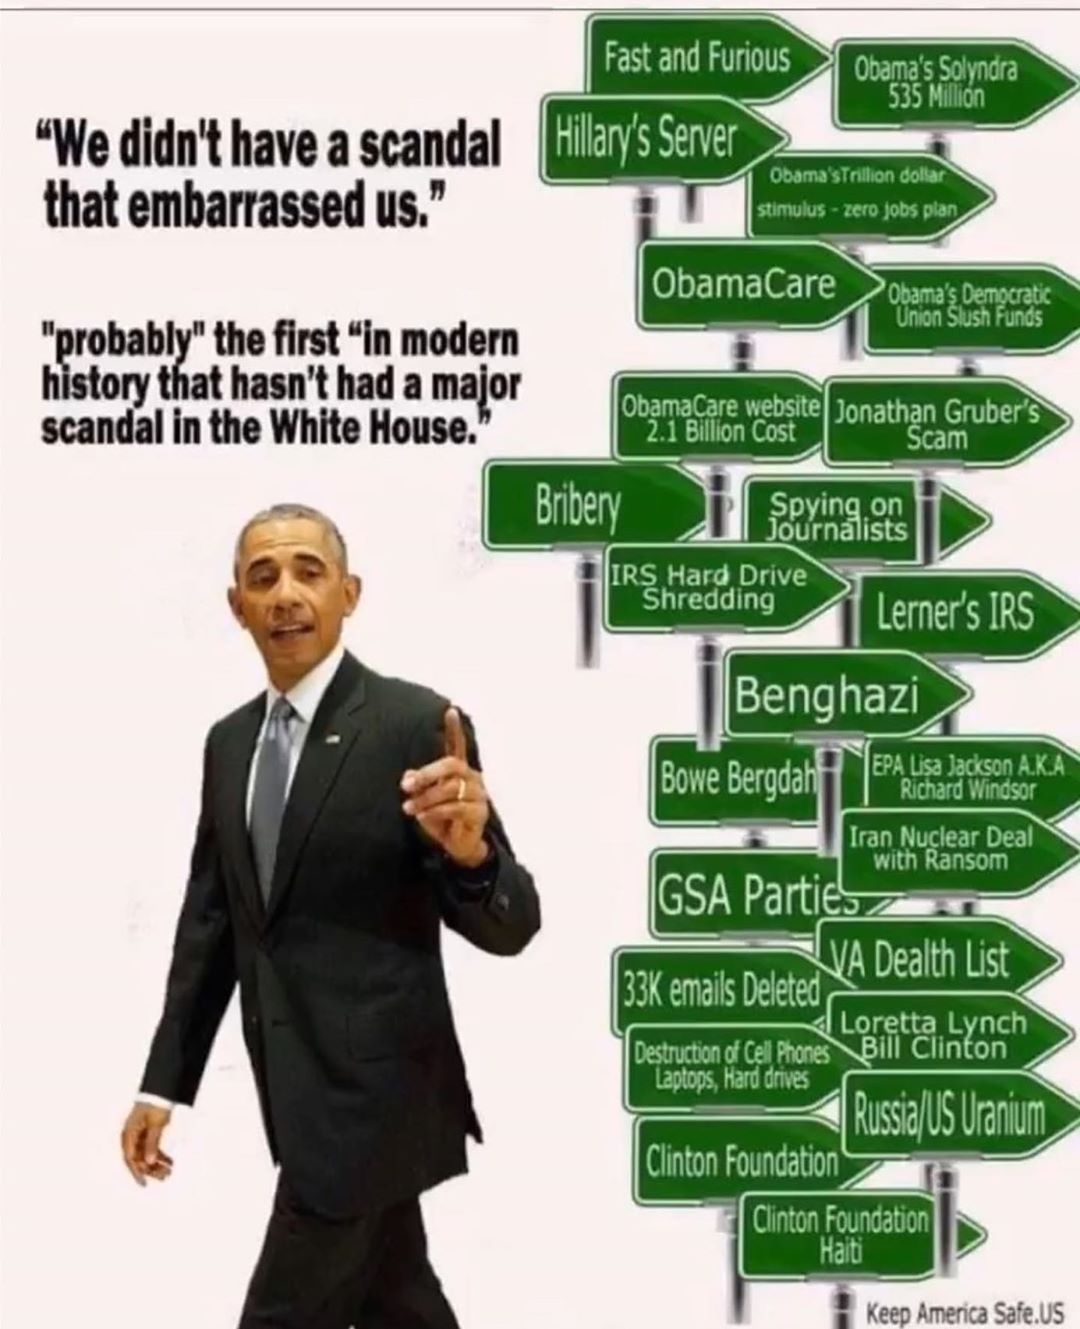 “We didn't have a scandal
that embarrassed us.”
"probably" the first “in modern
history that hasn't had a major
scandal in the White House.”
Fast and Furious
Obama's Solyndra
535 Million
Hillary's Server
Obama'sTrillion dollar
stimulus - zero jobs plan
ObamaCare
Obama's Democratic
Union Slush Funds
ObamaCare website
2.1 Billion Cost
Jonathan Gruber's
Scam
Bribery
Spying on
Journalists
IRS Hard Drive
Shredding
Lerner's IRS
Benghazi
Bowe Bergdah
EPA Lisa Jackson A.K.A
Richard Windsor
Iran Nuclear Deal
with Ransom
GSA Parties
VA Dealth List
33K emails Deleted
Loretta Lynch
Bill Clinton
Destruction of Cell Phones
Laptops, Hard drives
Russia/US Uranium
Clinton Foundation
Clinton Foundation
Haiti
Keep America Safe.US